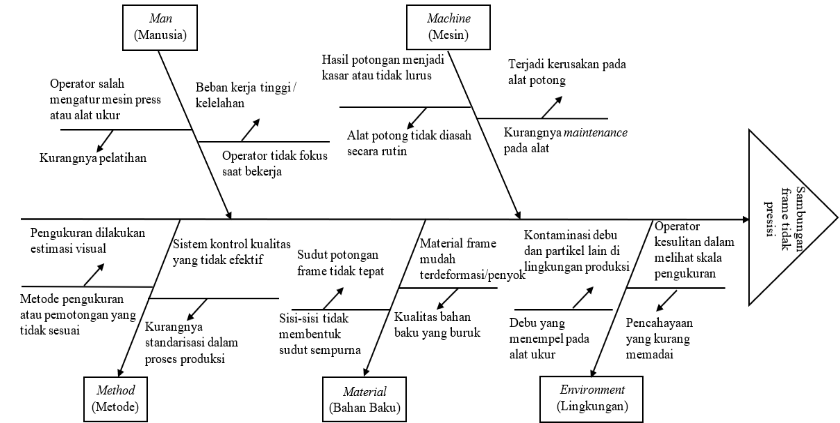 Man
(Manusia)
Machine
(Mesin)
Operator salah
mengatur mesin press
atau alat ukur
Kurangnya pelatihan
Beban kerja tinggi /
kelelahan
Operator tidak fokus
saat bekerja
Hasil potongan menjadi
kasar atau tidak lurus
Alat potong tidak diasah
secara rutin
Terjadi kerusakan pada
alat potong
Kurangnya maintenance
pada alat
Sambungan
frame tidak
presisi
Pengukuran dilakukan
estimasi visual
Metode pengukuran
atau pemotongan yang
tidak sesuai
Sistem kontrol kualitas
yang tidak efektif
Kurangnya
standarisasi dalam
proses produksi
Sudut potongan
frame tidak tepat
Sisi-sisi tidak
membentuk
sudut sempurna
Material frame
mudah
terdeformasi/penyok
Kualitas bahan
baku yang buruk
Kontaminasi debu
dan partikel lain di
lingkungan produksi
Debu yang
menempel pada
alat ukur
Operator
kesulitan dalam
melihat skala
pengukuran
Pencahayaan
yang kurang
memadai
Method
(Metode)
Material
(Bahan Baku)
Environment
(Lingkungan)